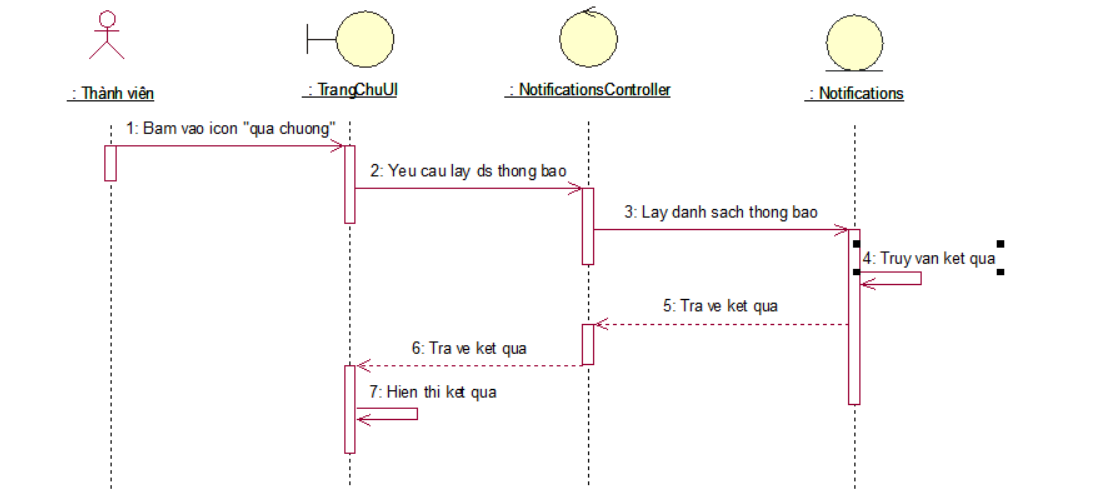 : Thành viên
: TrangChuUI
: NotificationsController
: Notifications
1: Bam vao icon "qua chuong"
2: Yeu cau lay ds thong bao
3: Lay danh sach thong bao
4: Truy van ket qua
5: Tra ve ket qua
6: Tra ve ket qua
7: Hien thi ket qua